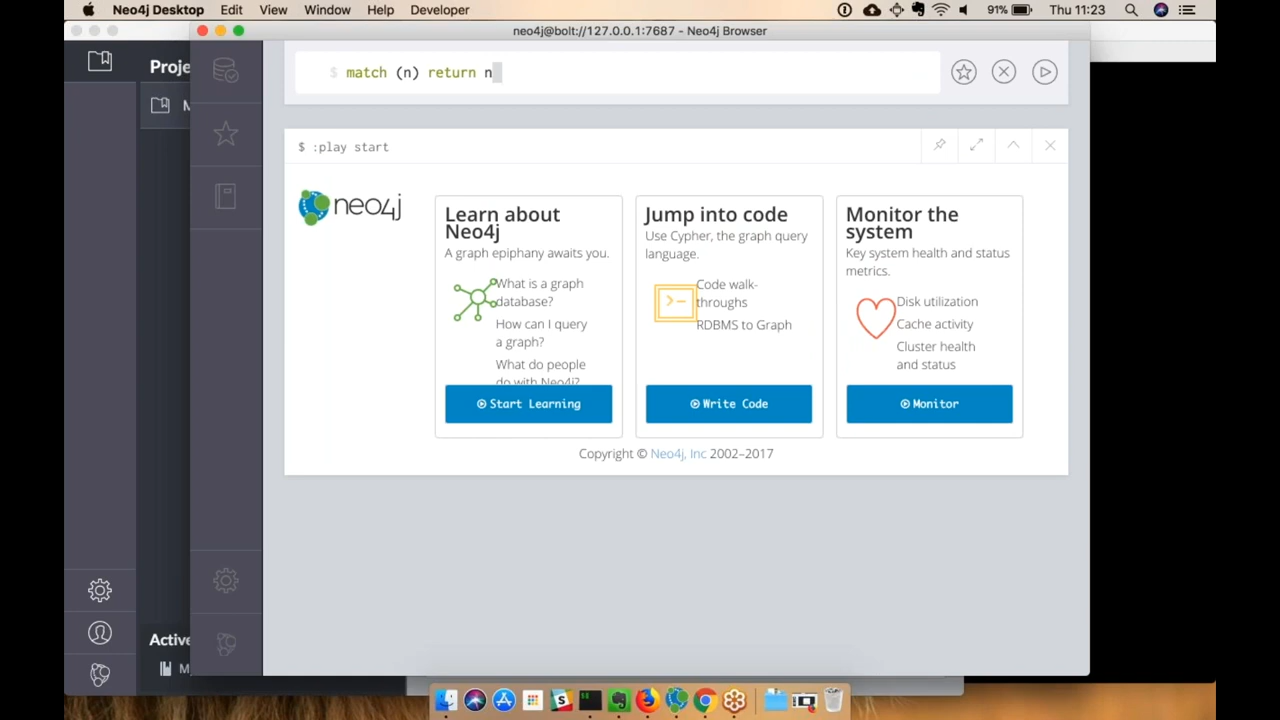 Neo4j Desktop Edit View Window Help Developer 91% Thu 11:23
neo4j@bolt://127.0.0.1:7687 - Neo4j Browser
Proje
M
$ match (n) return n
$ :play start
neo4j
Learn about
Neo4j
A graph epiphany awaits you.
What is a graph
database?
How can I query
a graph?
What do people
do with Neo4j?
Start Learning
Jump into code
Use Cypher, the graph query
language.
Code walk-
throughs
RDBMS to Graph
Write Code
Monitor the
system
Key system health and status
metrics.
Disk utilization
Cache activity
Cluster health
and status
Monitor
Copyright © Neo4j, Inc 2002–2017
Active
M